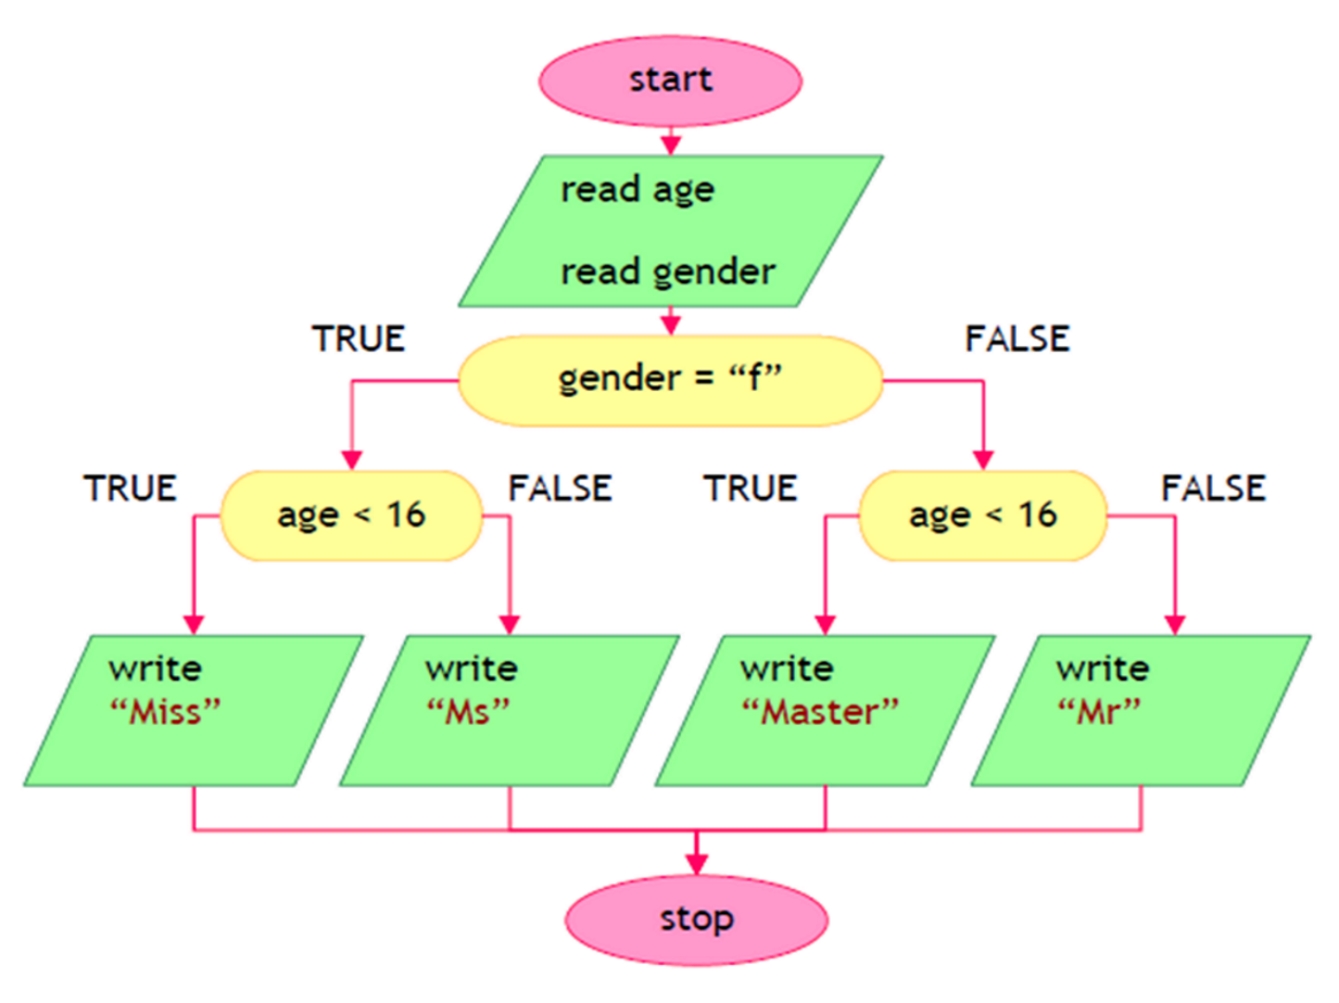 start
read age
read gender
TRUE
FALSE
gender = “f”
TRUE
FALSE
TRUE
FALSE
age < 16
age < 16
write
“Miss”
write
“Ms”
write
“Master”
write
“Mr”
stop